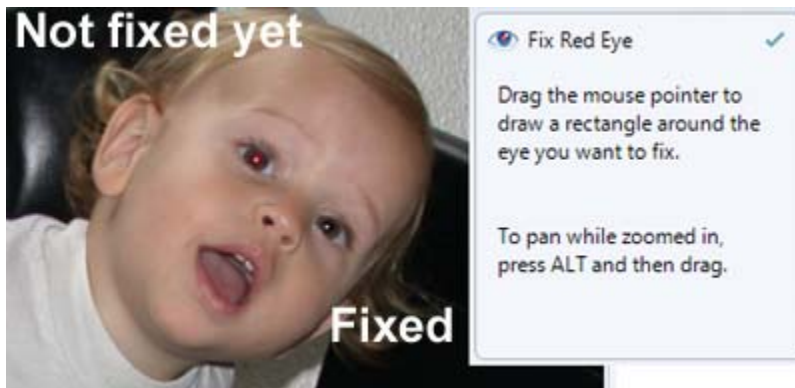 Not fixed yet
Fixed
Fix Red Eye
Drag the mouse pointer to
draw a rectangle around the
eye you want to fix.
To pan while zoomed in,
press ALT and then drag.